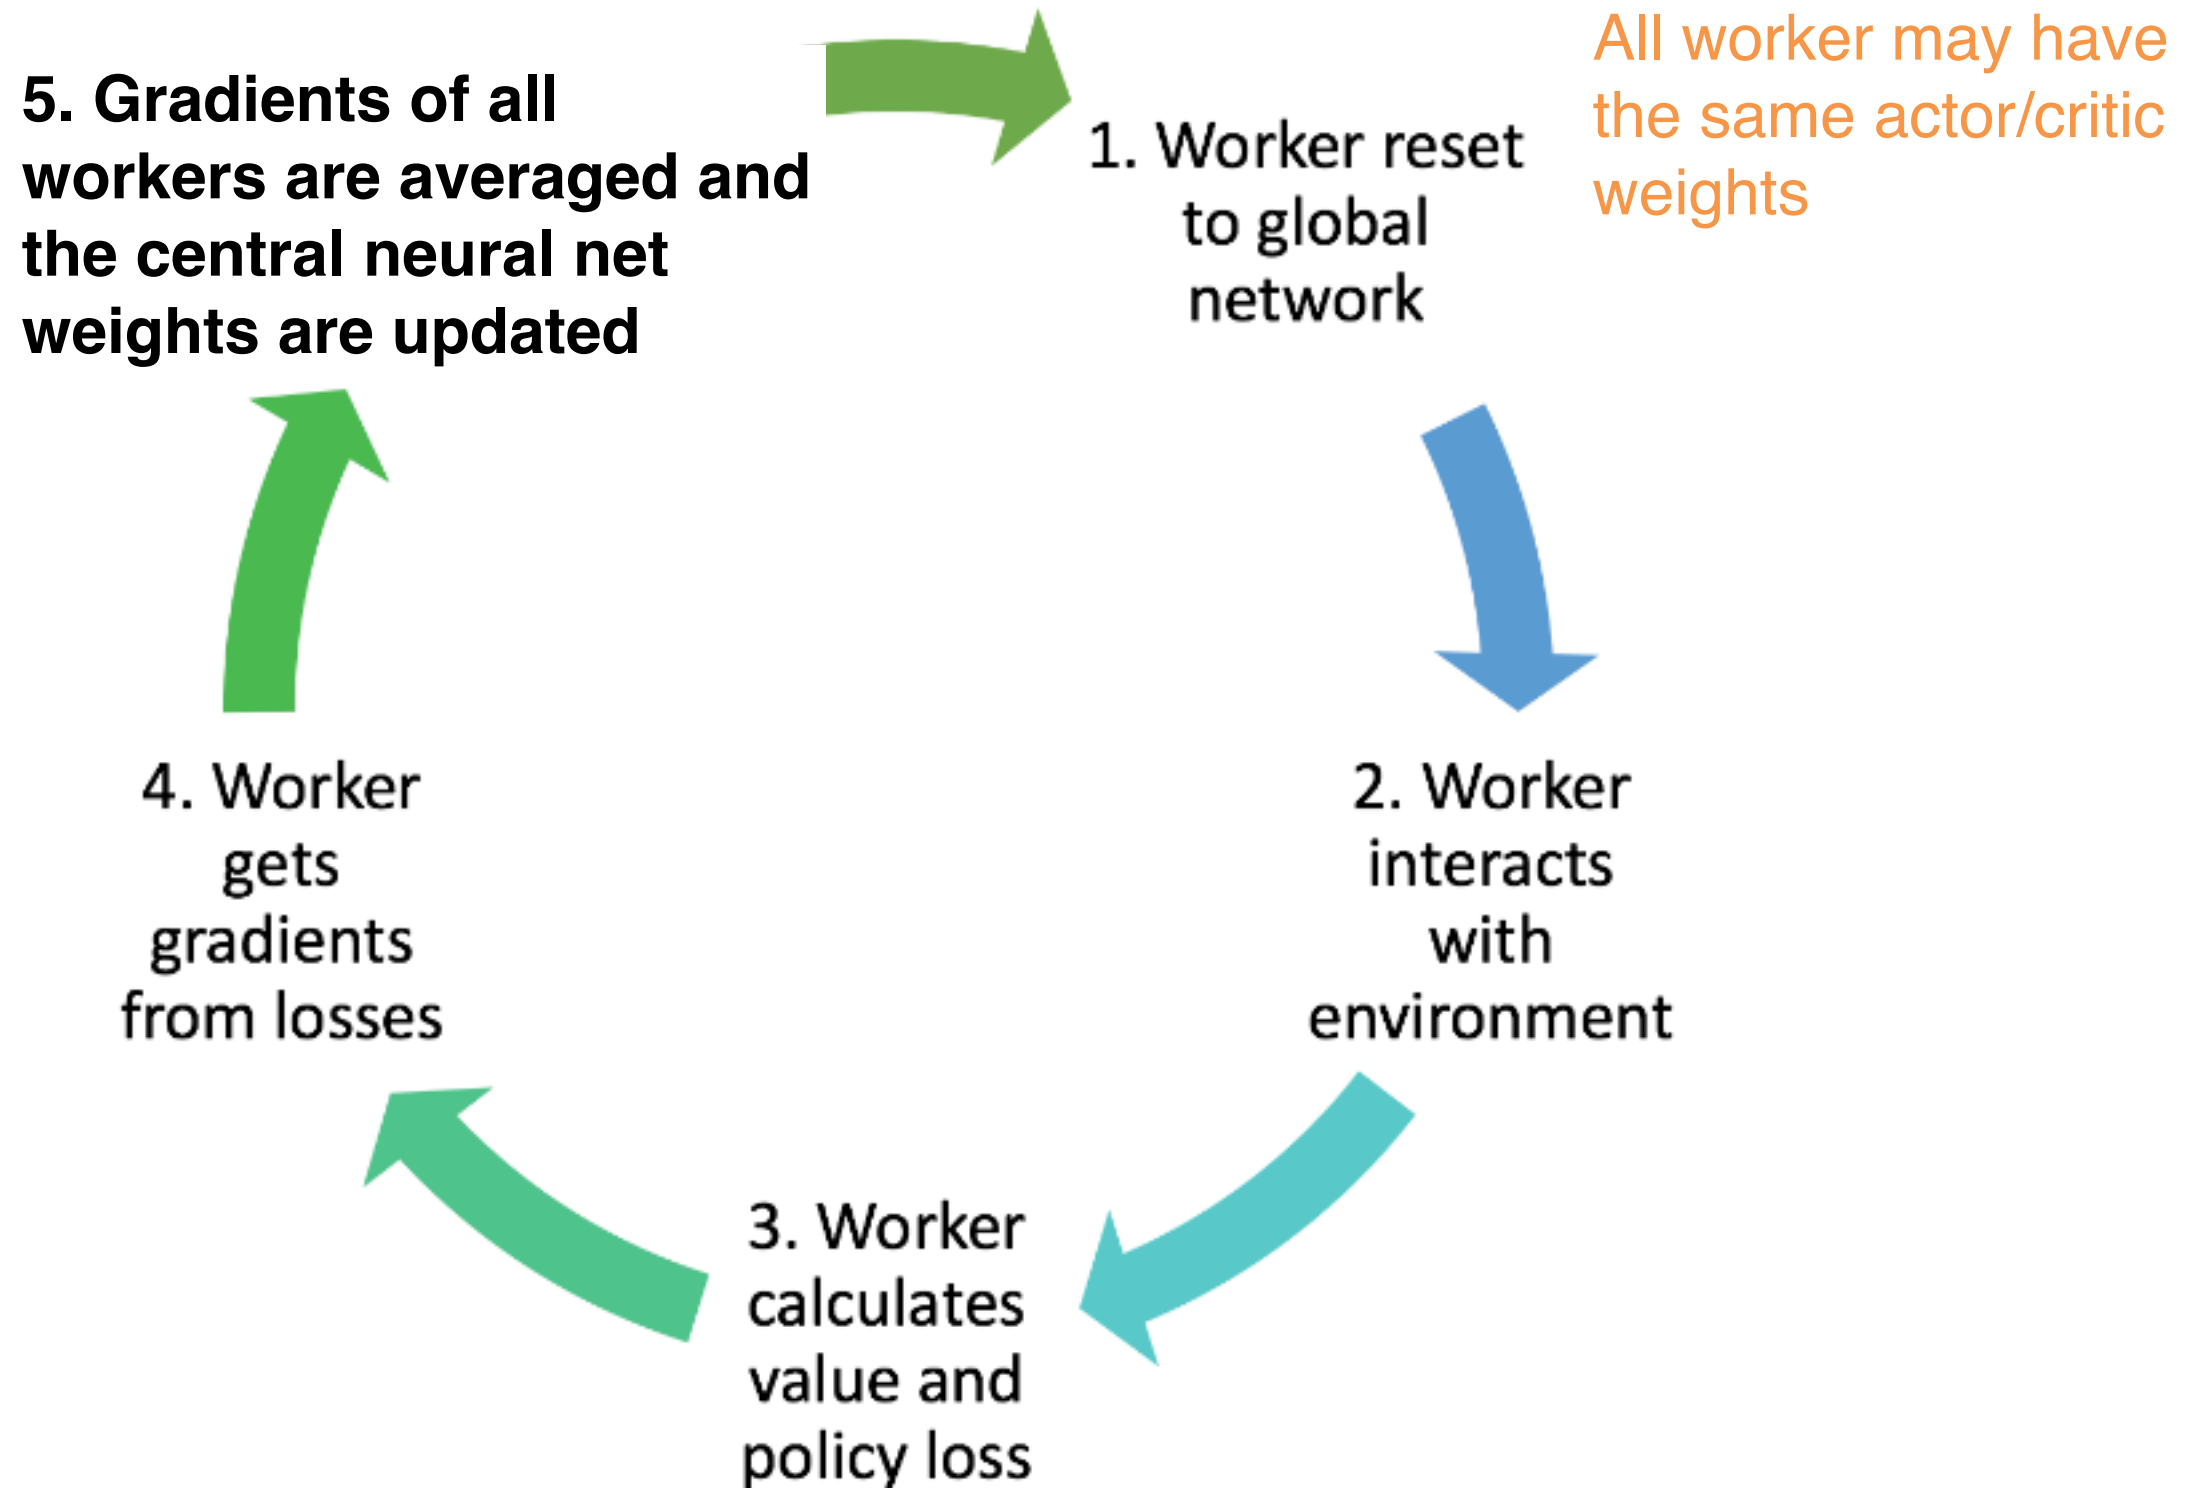 5. Gradients of all
workers are averaged and
the central neural net
weights are updated
1. Worker reset
to global
network
All worker may have
the same actor/critic
weights
2. Worker
interacts
with
environment
3. Worker
calculates
value and
policy loss
4. Worker
gets
gradients
from losses